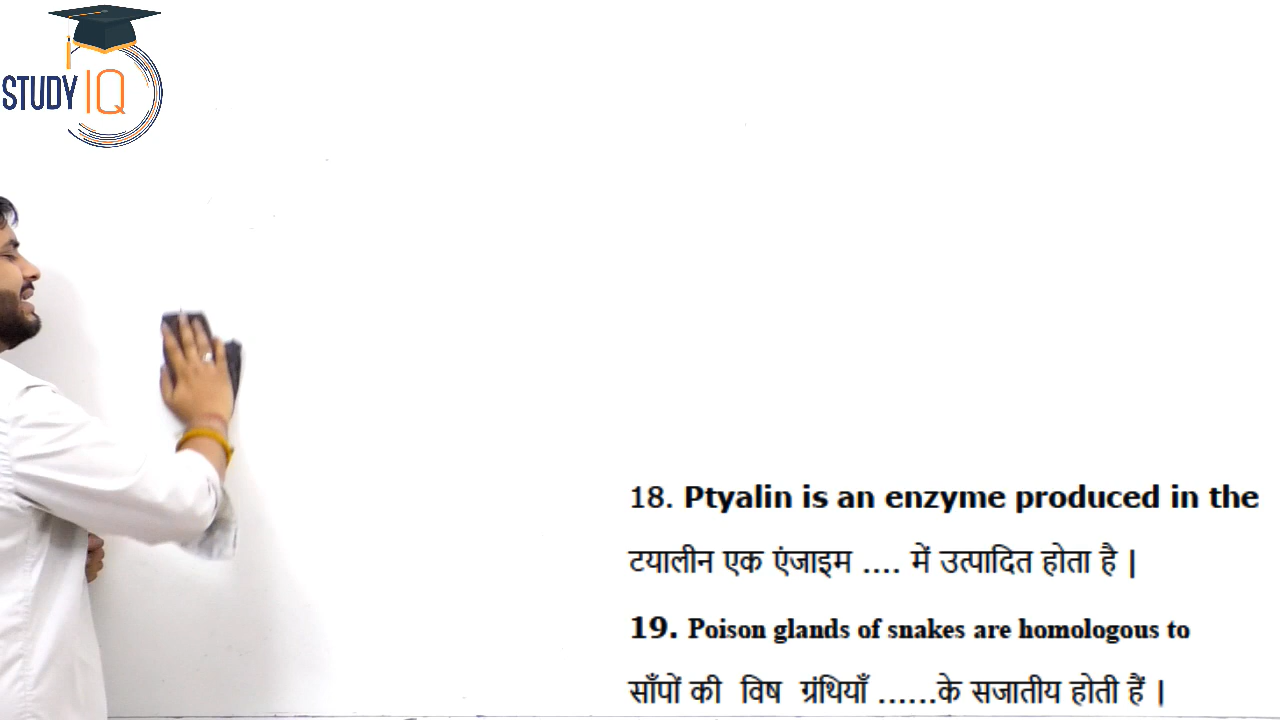 STUDY IQ
18. Ptyalin is an enzyme produced in the
टयालीन एक एंजाइम .... में उत्पादित होता है |
19. Poison glands of snakes are homologous to
साँपों की विष ग्रंथियाँ ......के सजातीय होती हैं |